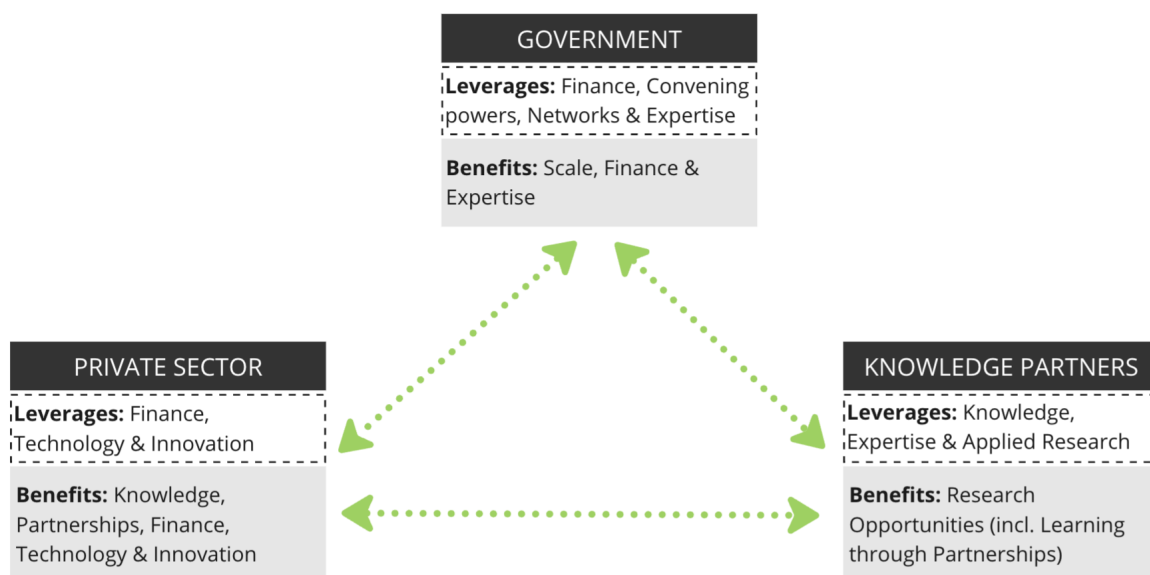 GOVERNMENT
Leverages: Finance, Convening
powers, Networks & Expertise
Benefits: Scale, Finance &
Expertise
PRIVATE SECTOR
Leverages: Finance,
Technology & Innovation
Benefits: Knowledge,
Partnerships, Finance,
Technology & Innovation
KNOWLEDGE PARTNERS
Leverages: Knowledge,
Expertise & Applied Research
Benefits: Research
Opportunities (incl. Learning
through Partnerships)